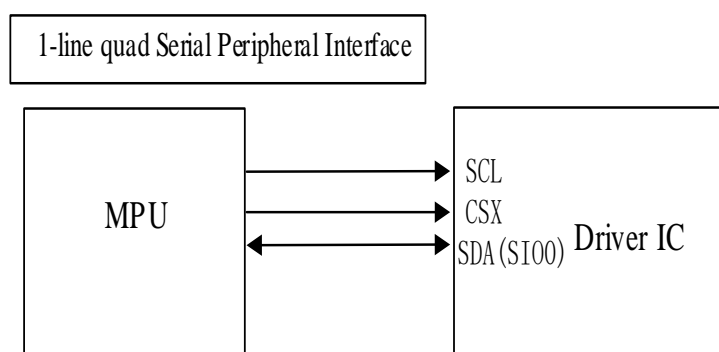 1-line quad Serial Peripheral Interface
MPU
SCL
CSX
SDA(SIO0)
Driver IC